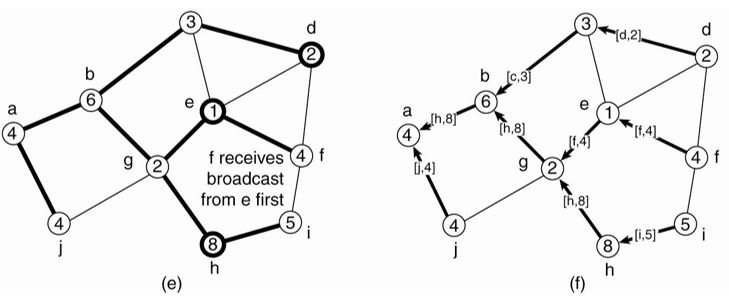 3
d
2
b
6
e
1
a
4
g
2
f receives
broadcast
from e first
4
f
4
j
5
i
8
h
(e)
3
[d,2]
d
2
b
6
[c,3]
e
1
a
4
[h,8]
[h,8]
[f,4]
[f,4]
4
f
g
2
[j,4]
[h,8]
4
j
5
i
[i,5]
8
h
(f)